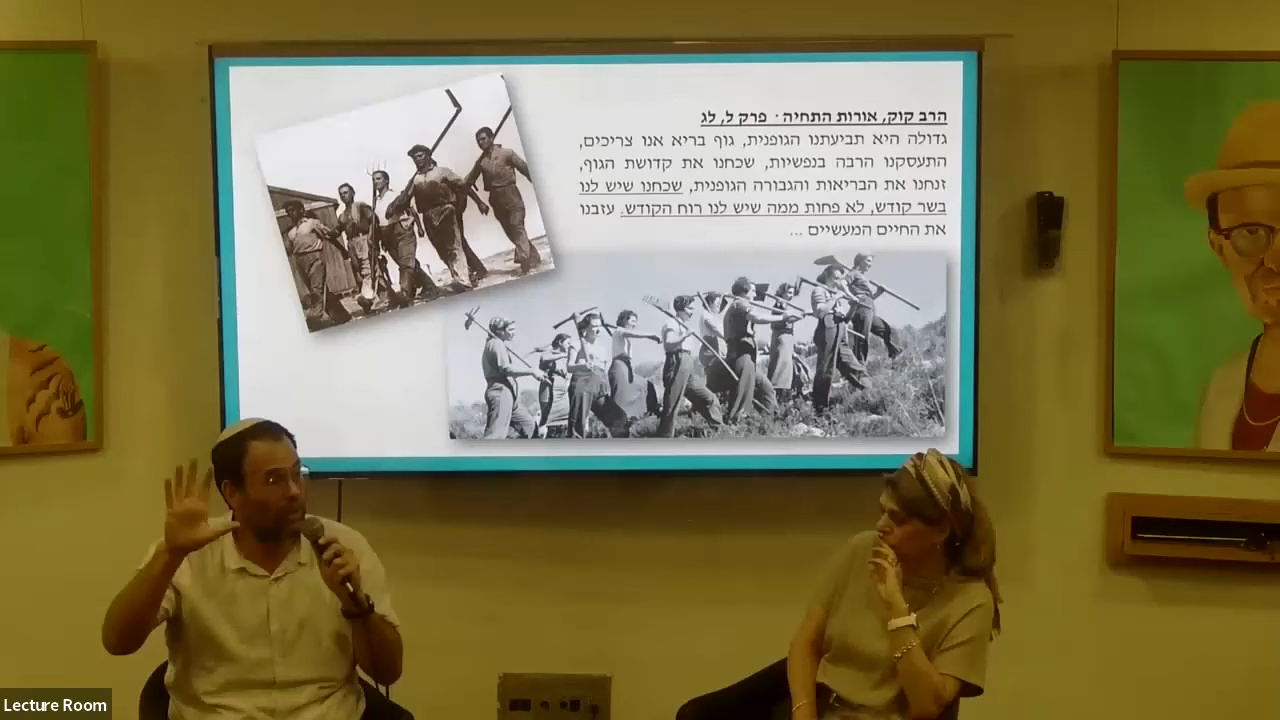 הרב קוק, אורות התחיה · פרק ל, לג
גדולה היא תביעתנו הגופנית, גוף בריא אנו צריכים,
התעסקנו הרבה בנפשיות, שכחנו את קדושת הגוף,
זנחנו את הבריאות והגבורה הגופנית, שכחנו שיש לנו
בשר קודש, לא פחות ממה שיש לנו רוח הקודש. עזבנו
את החיים המעשיים ...
Lecture Room